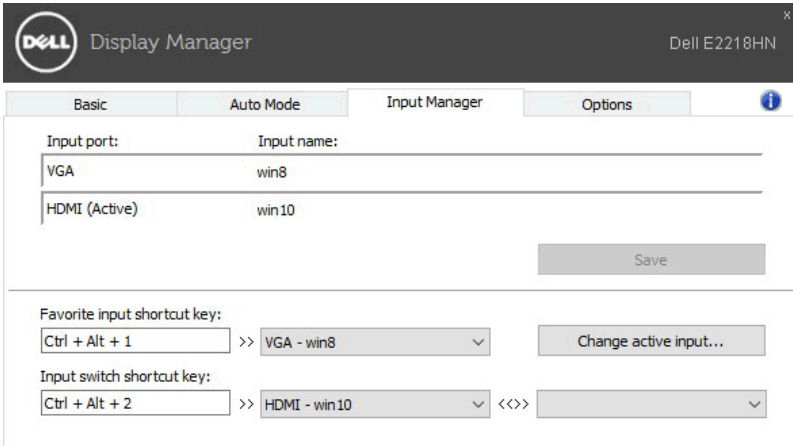 DELL Display Manager Dell E2218HN x
Basic Auto Mode Input Manager Options i
Input port: Input name:
VGA win8
HDMI (Active) win10
Save
Favorite input shortcut key:
Ctrl + Alt + 1 >> VGA - win8 Change active input...
Input switch shortcut key:
Ctrl + Alt + 2 >> HDMI - win10 <<>>